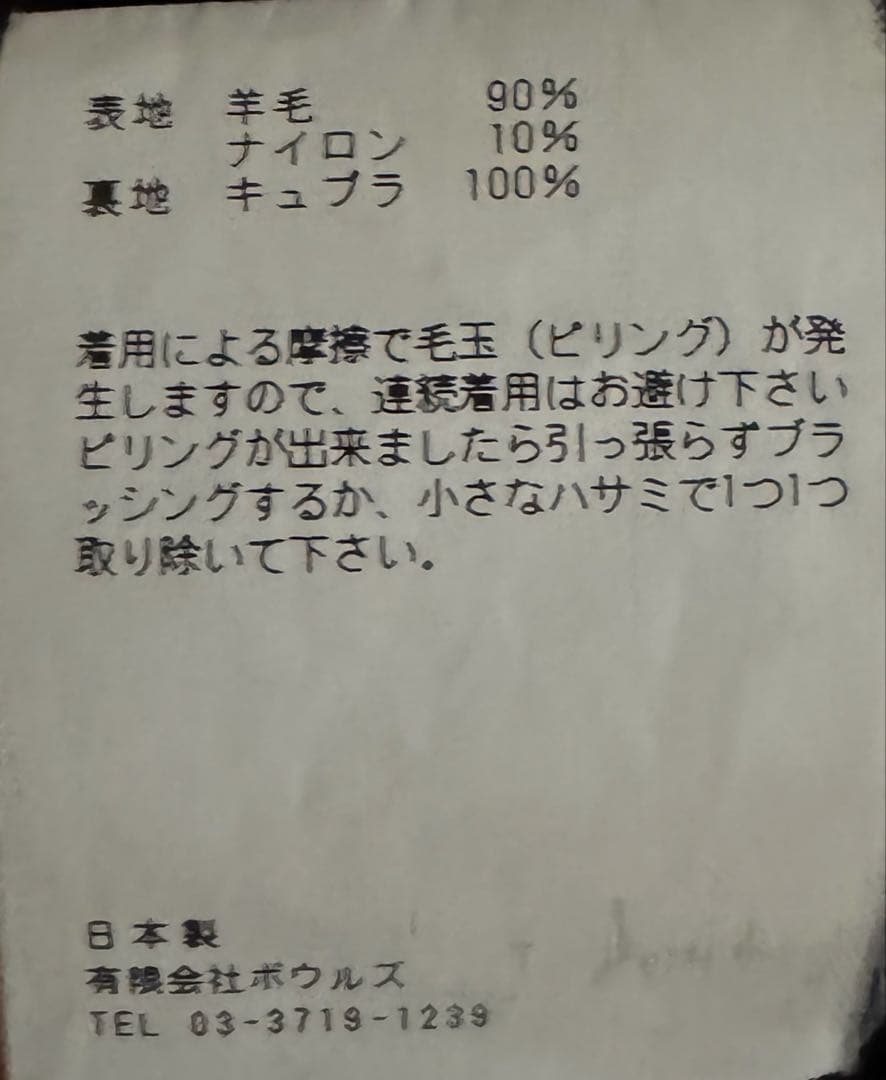 表地 羊毛 90%
ナイロン 10%
裏地 キュプラ 100%
着用による摩擦で毛玉（ピリング）が発
生しますので、連続着用はお避け下さい
ピリングが出来ましたら引っ張らずブラ
ッシングするか、小さなハサミで1つ1つ
取り除いて下さい。
日本製
有限会社ボウルズ
TEL 03-3719-1239